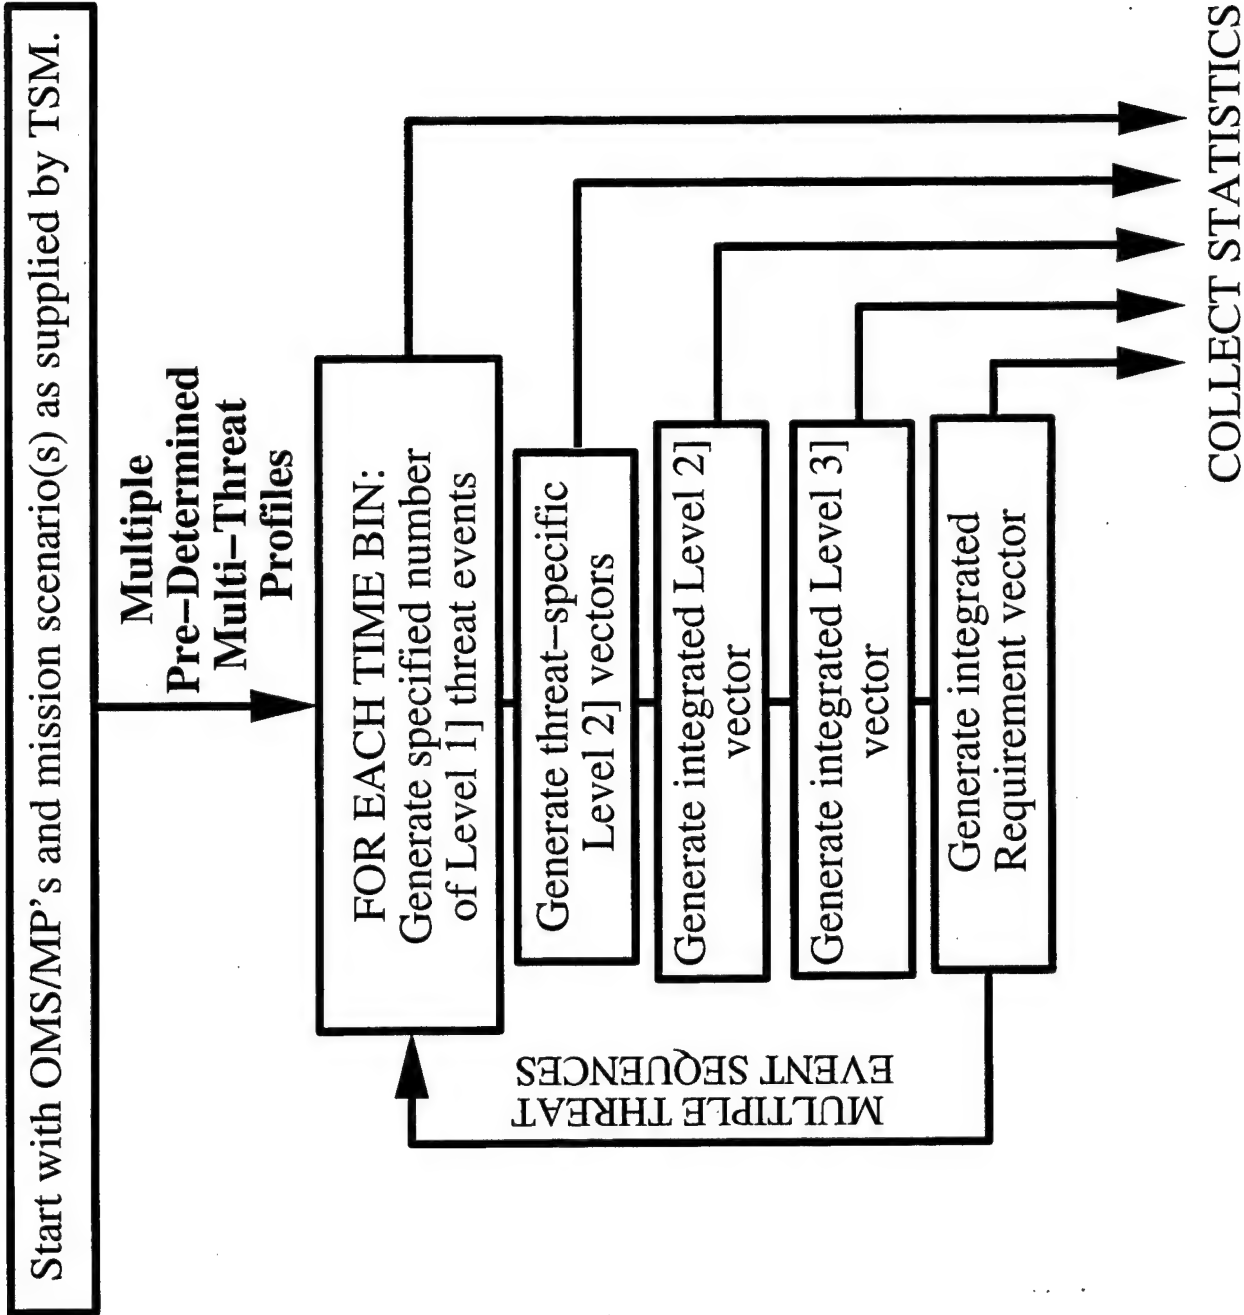 Start with OMS/MP's and mission scenario(s) as supplied by TSM.
Multiple
Pre–Determined
Multi–Threat
Profiles
FOR EACH TIME BIN:
Generate specified number
of Level 1] threat events
Generate threat–specific
Level 2] vectors
Generate integrated Level 2]
vector
Generate integrated Level 3]
vector
Generate integrated
Requirement vector
MULTIPLE THREAT
EVENT SEQUENCES
COLLECT STATISTICS